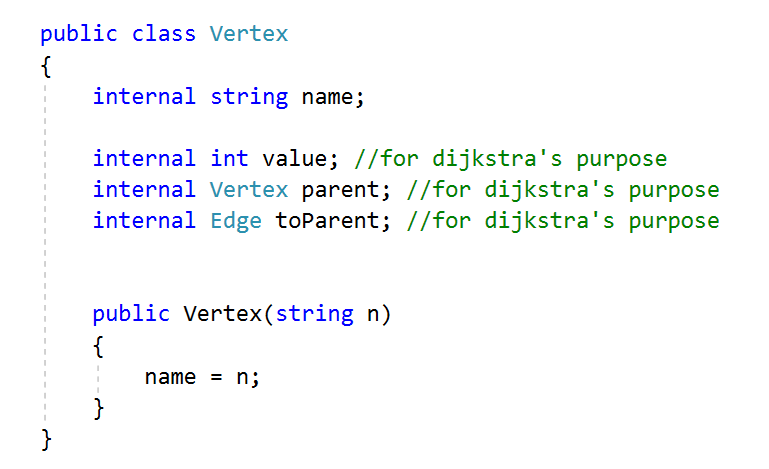 public class Vertex
{
internal string name;
internal int value; //for dijkstra's purpose
internal Vertex parent; //for dijkstra's purpose
internal Edge toParent; //for dijkstra's purpose
public Vertex(string n)
{
name = n;
}
}